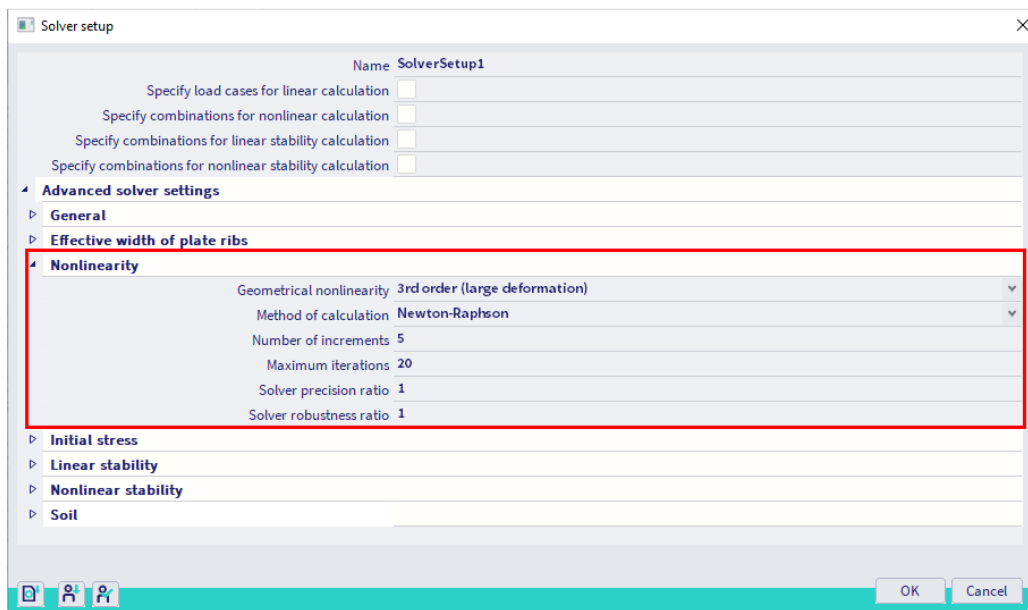 Solver setup
Name SolverSetup1
Specify load cases for linear calculation
Specify combinations for nonlinear calculation
Specify combinations for linear stability calculation
Specify combinations for nonlinear stability calculation
Advanced solver settings
General
Effective width of plate ribs
Nonlinearity
Geometrical nonlinearity 3rd order (large deformation)
Method of calculation Newton-Raphson
Number of increments 5
Maximum iterations 20
Solver precision ratio 1
Solver robustness ratio 1
Initial stress
Linear stability
Nonlinear stability
Soil
OK Cancel